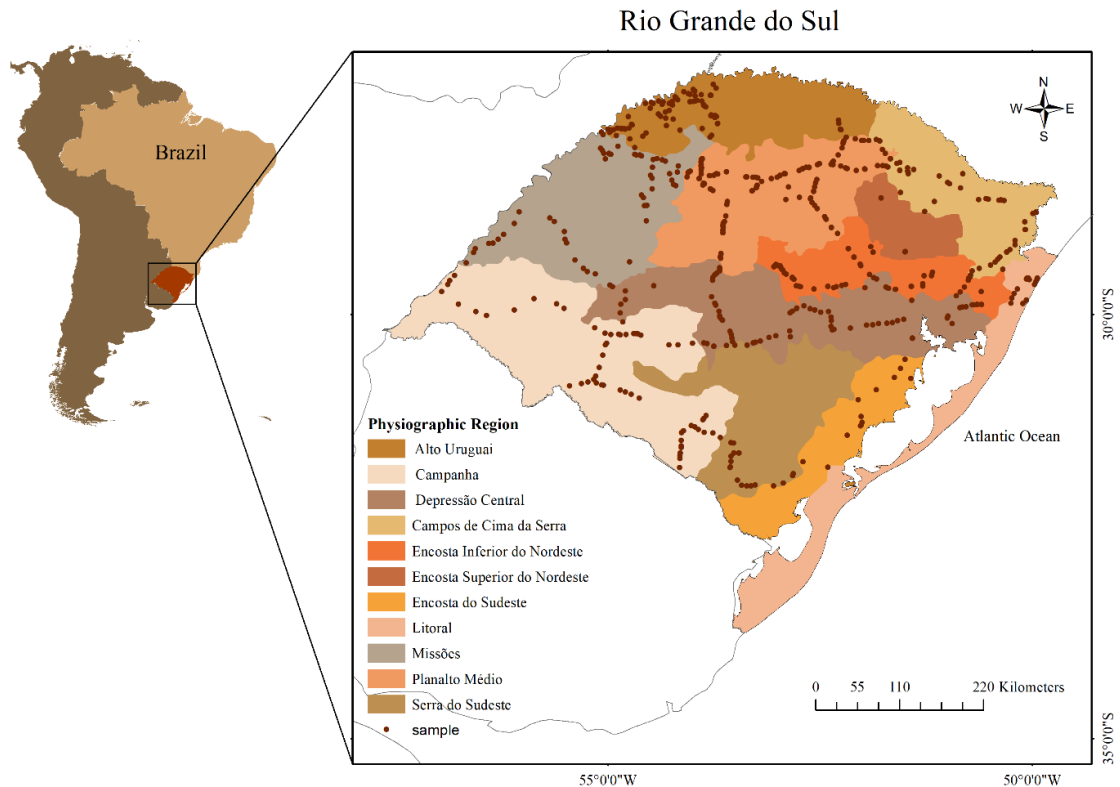 Rio Grande do Sul
Brazil
N
W E
S
30°0'0"S
Atlantic Ocean
Physiographic Region
Alto Uruguai
Campanha
Depressão Central
Campos de Cima da Serra
Encosta Inferior do Nordeste
Encosta Superior do Nordeste
Encosta do Sudeste
Litoral
Missões
Planalto Médio
Serra do Sudeste
sample
0 55 110 220 Kilometers
35°0'0"S
55°0'0"W 50°0'0"W